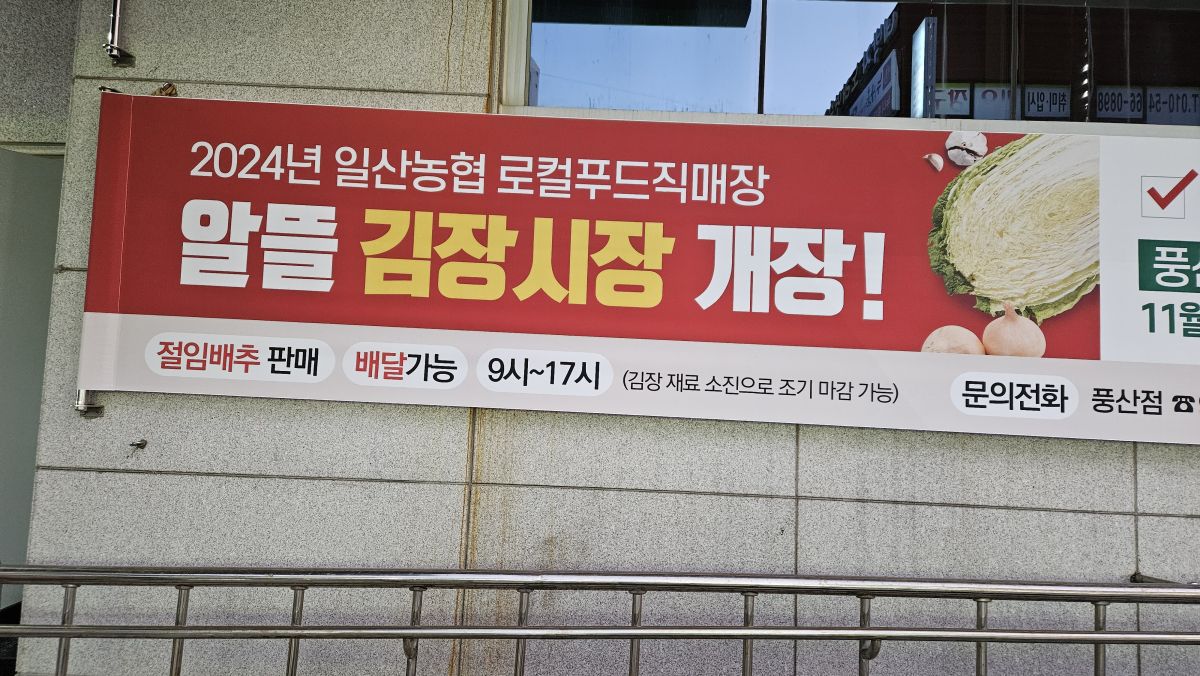 2024년 일산농협 로컬푸드직매장
알뜰 김장시장 개장!
절임배추 판매 배달가능 9시~17시 (김장 재료 소진으로 조기 마감 가능)
문의전화 풍산점 ☎
11월